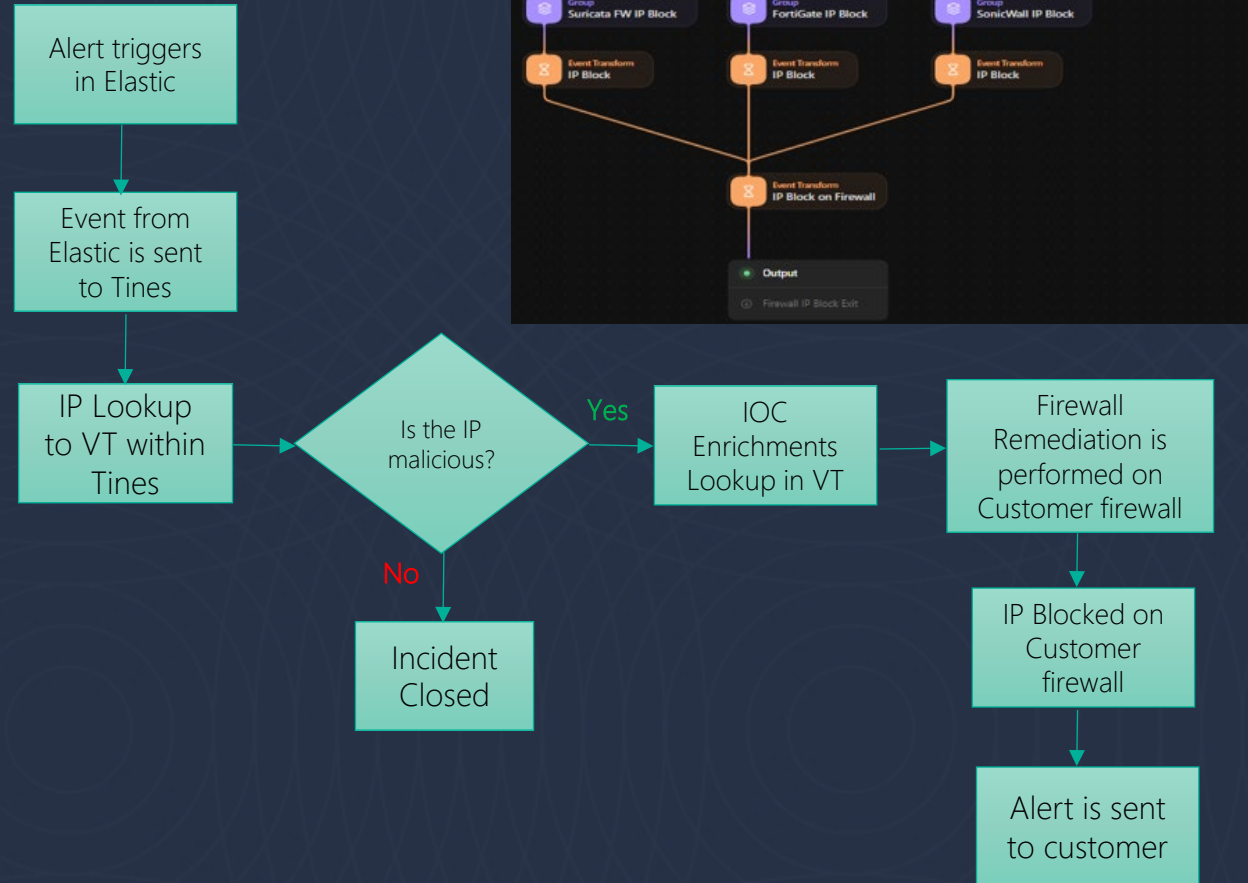 Alert triggers
in Elastic
Event from
Elastic is sent
to Tines
IP Lookup
to VT within
Tines
Is the IP
malicious?
Yes
No
Incident
Closed
IOC
Enrichments
Lookup in VT
Firewall
Remediation is
performed on
Customer firewall
IP Blocked on
Customer
firewall
Alert is sent
to customer
Group
Suricata FW IP Block
Group
FortiGate IP Block
Group
SonicWall IP Block
Event Transform
IP Block
Event Transform
IP Block
Event Transform
IP Block
Event Transform
IP Block on Firewall
Output
Firewall IP Block Exit